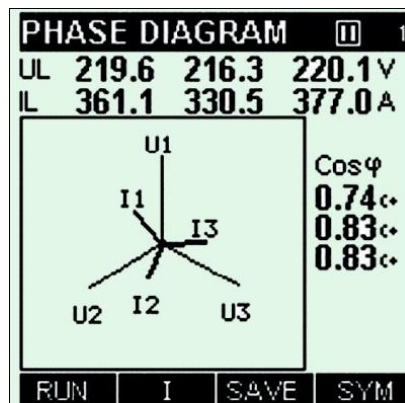 PHASE DIAGRAM
UL 219.6 216.3 220.1 V
IL 361.1 330.5 377.0 A
U1
Cosφ
0.74
I1
0.83
I3
0.83
U2 I2 U3
RUN I SAVE SYM